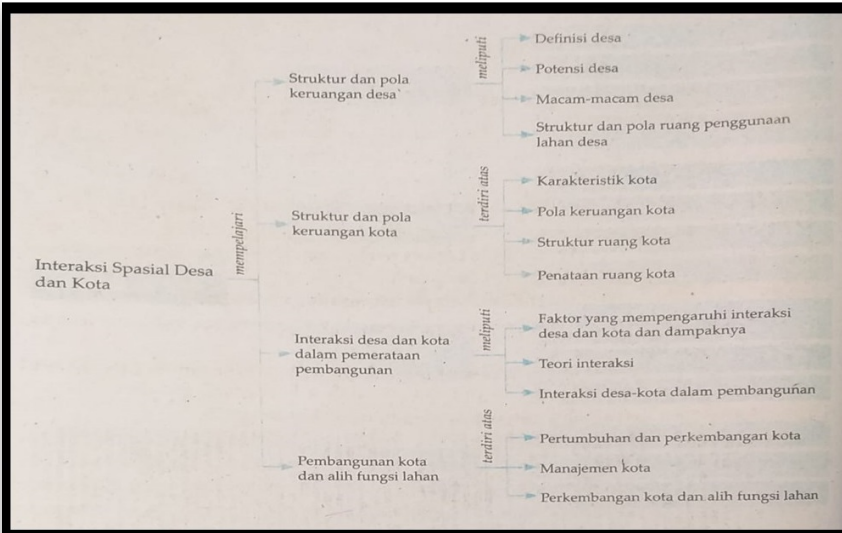 Interaksi Spasial Desa
dan Kota
mempelajari
Struktur dan pola
keruangan desa
meliputi
Definisi desa
Potensi desa
Macam-macam desa
Struktur dan pola ruang penggunaan
lahan desa
Struktur dan pola
keruangan kota
terdiri atas
Karakteristik kota
Pola keruangan kota
Struktur ruang kota
Penataan ruang kota
Interaksi desa dan kota
dalam pemerataan
pembangunan
meliputi
Faktor yang mempengaruhi interaksi
desa dan kota dan dampaknya
Teori interaksi
Interaksi desa-kota dalam pembangunan
Pembangunan kota
dan alih fungsi lahan
terdiri atas
Pertumbuhan dan perkembangan kota
Manajemen kota
Perkembangan kota dan alih fungsi lahan